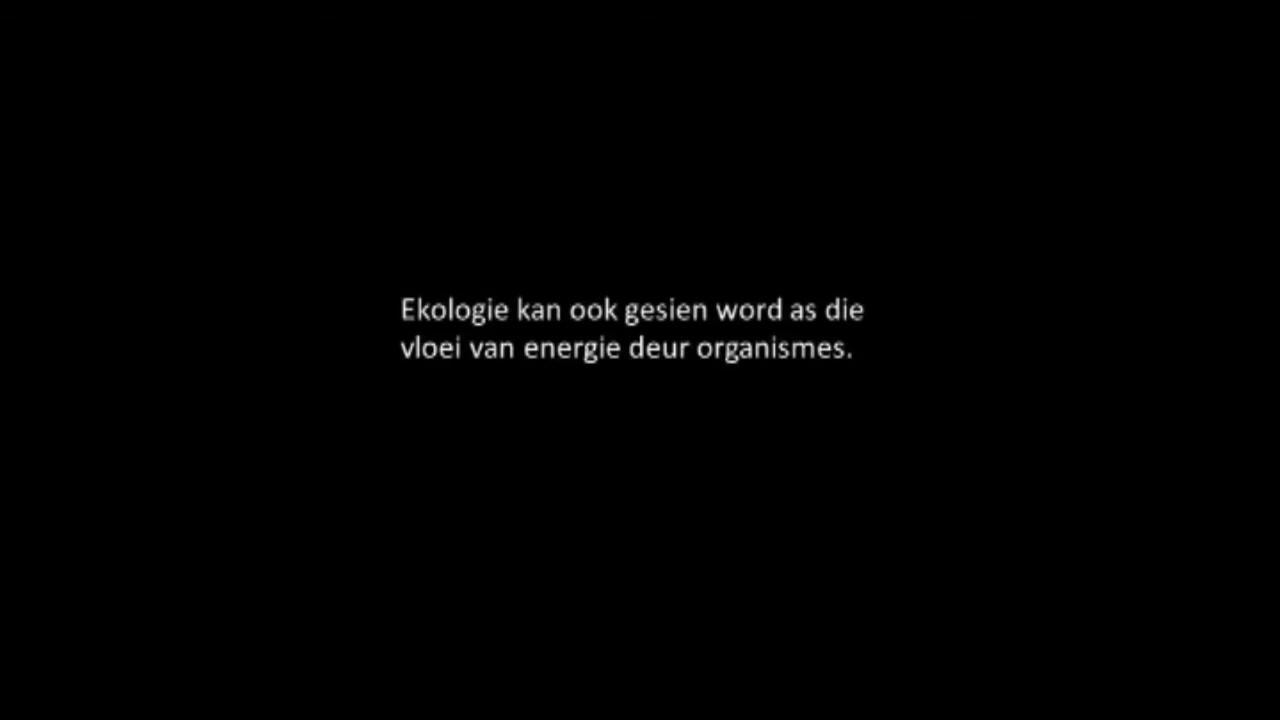 Ekologie kan ook gesien word as die
vloei van energie deur organismes.